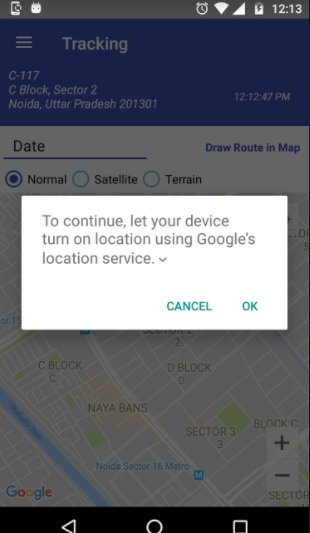 12:13
Tracking
C-117
C Block, Sector 2
Noida, Uttar Pradesh 201301
12:12:47 PM
Date
Draw Route in Map
Normal
Satellite
Terrain
To continue, let your device
turn on location using Google's
location service.
CANCEL
OK
2
C BLOCK
C
D BLOCK
D
NAYA BANS
SECTOR 3
3
BLOCK C
Noida Sector 16 Metro
Google
SECTOR